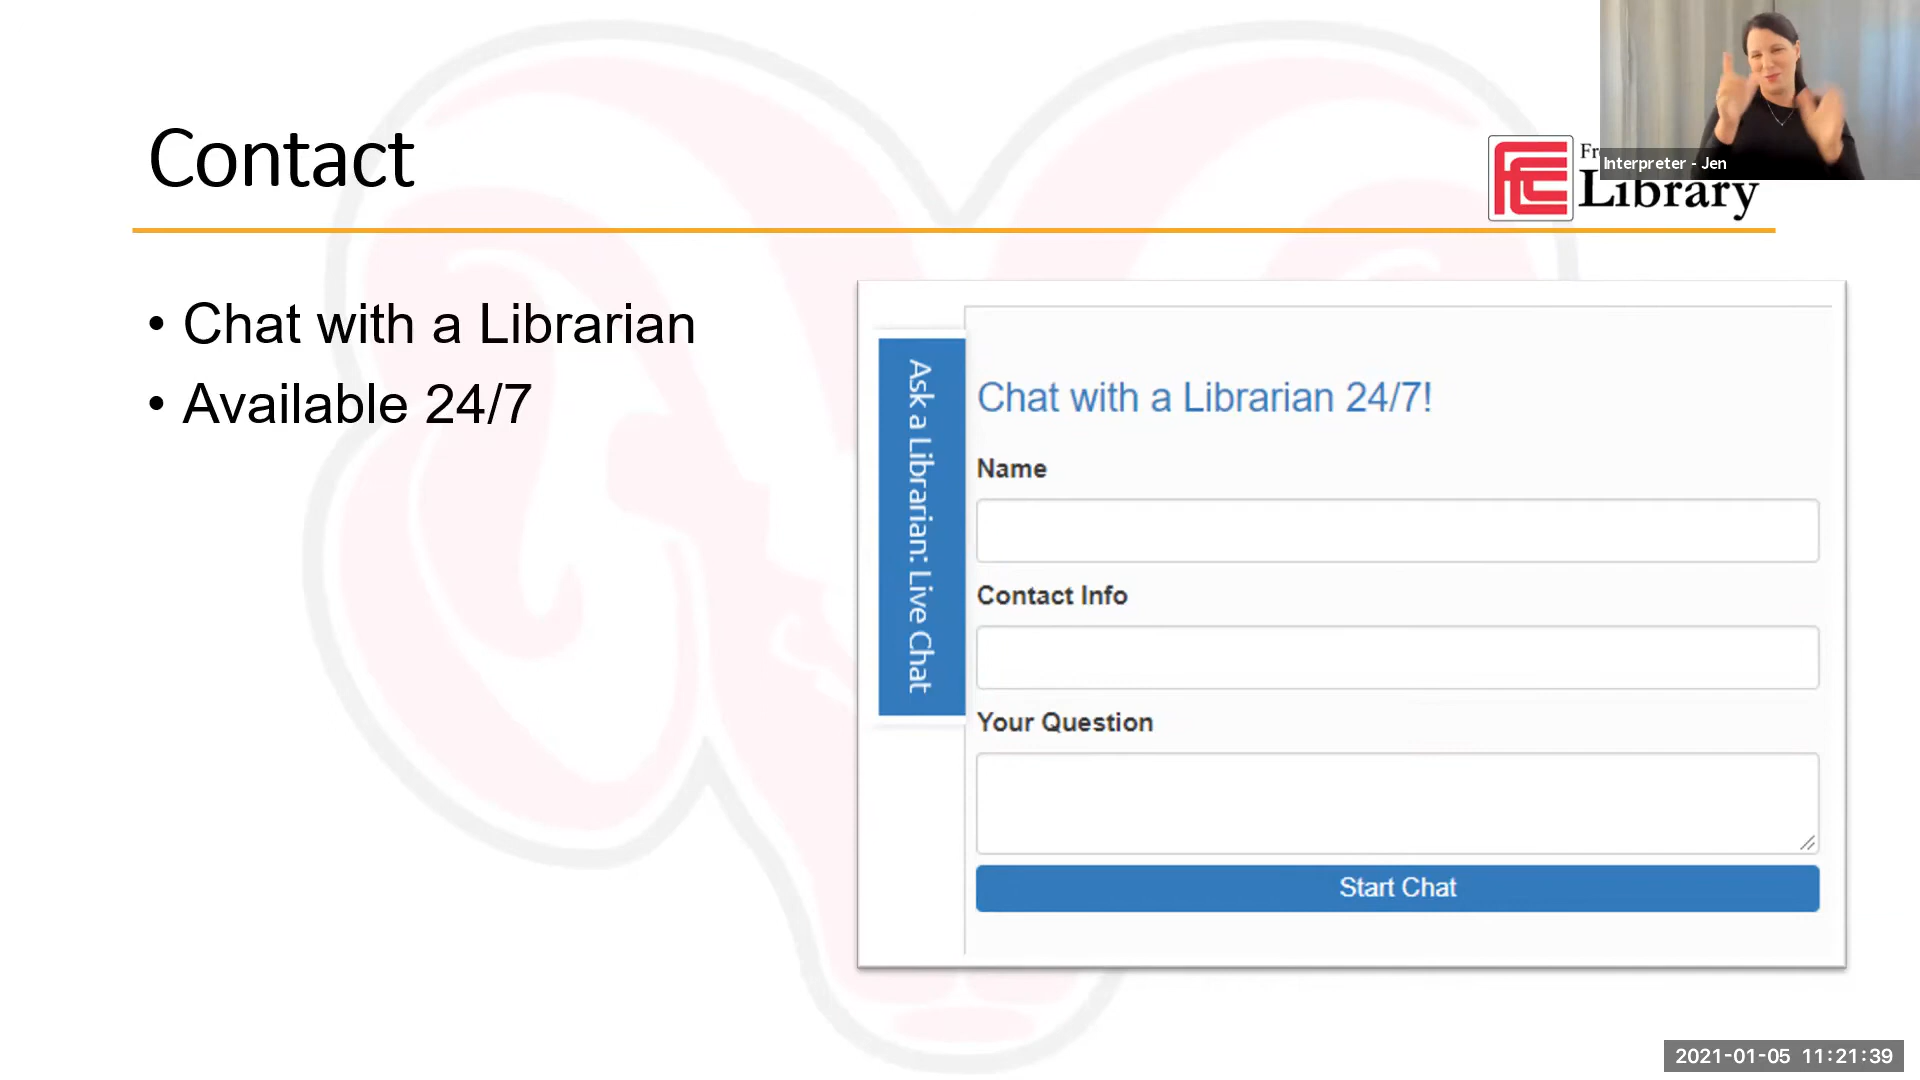 Interpreter - Jen
Contact
Library
• Chat with a Librarian
• Available 24/7
Ask a Librarian: Live Chat
Chat with a Librarian 24/7!
Name
Contact Info
Your Question
Start Chat
2021-01-05 11:21:39